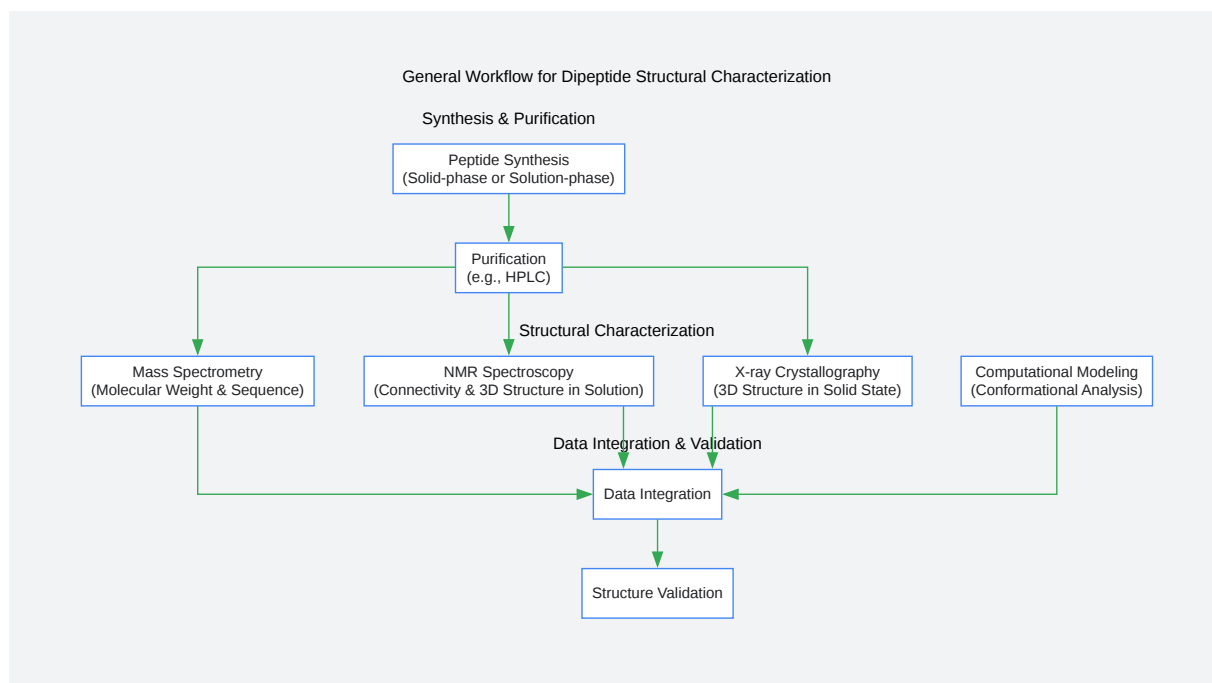 General Workflow for Dipeptide Structural Characterization
Synthesis & Purification
Peptide Synthesis
(Solid-phase or Solution-phase)
Purification
(e.g., HPLC)
Structural Characterization
Mass Spectrometry
(Molecular Weight & Sequence)
NMR Spectroscopy
(Connectivity & 3D Structure in Solution)
X-ray Crystallography
(3D Structure in Solid State)
Computational Modeling
(Conformational Analysis)
Data Integration & Validation
Data Integration
Structure Validation